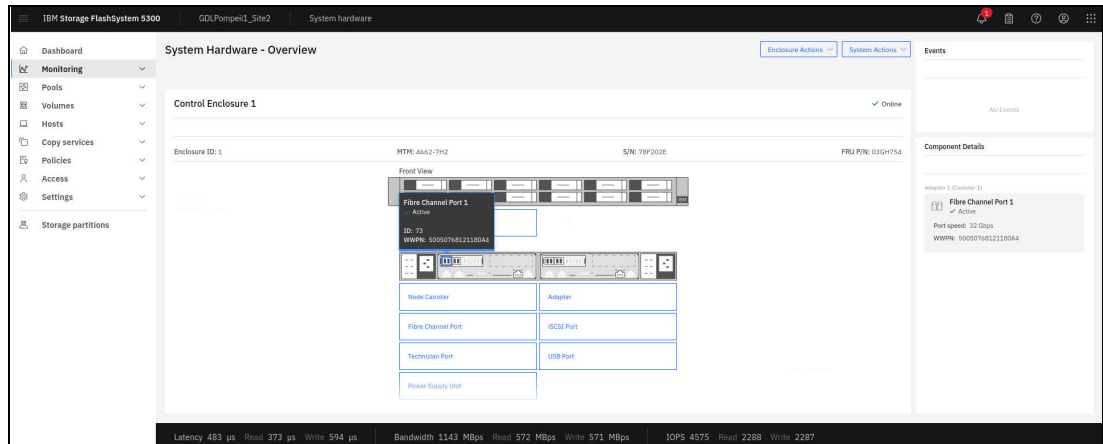 IBM Storage FlashSystem 5300 GDLPompeii1_Site2 System hardware 1
Dashboard
Monitoring
Pools
Volumes
Hosts
Copy services
Policies
Access
Settings
Storage partitions
System Hardware - Overview
Enclosure Actions
System Actions
Control Enclosure 1
Online
Enclosure ID: 1 MTM: 4662-7H2 S/N: 78F202E FRU P/N: 03GH754
Front View
Fibre Channel Port 1
Active
ID: 73
WWPN: 50050768121180A4
Node Canister Adapter
Fibre Channel Port iSCSI Port
Technician Port USB Port
Power Supply Unit
Events
No Events
Component Details
Adapter 1 (Canister 1)
Fibre Channel Port 1
Active
Port speed: 32 Gbps
WWPN: 50050768121180A4
Latency 483 μs Read 373 μs Write 594 μs Bandwidth 1143 MBps Read 572 MBps Write 571 MBps IOPS 4575 Read 2288 Write 2287